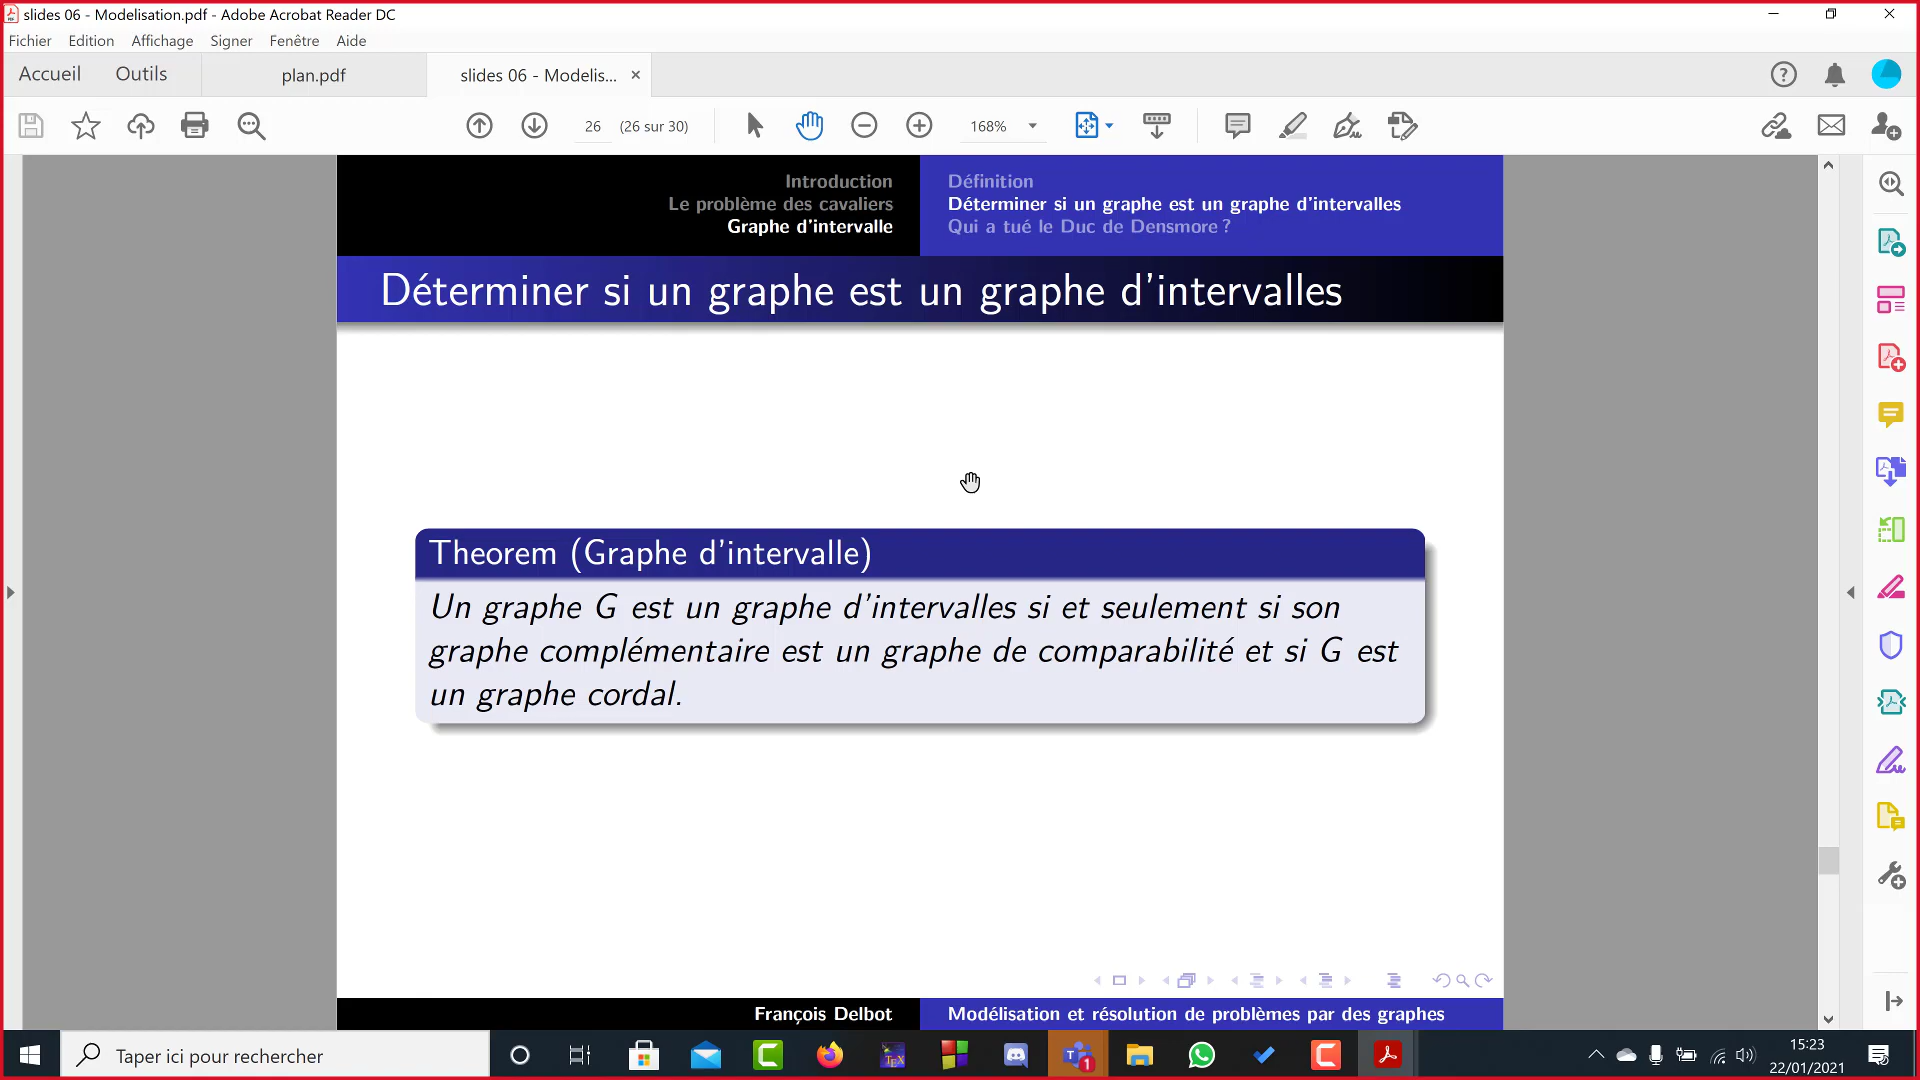 slides 06 - Modelisation.pdf - Adobe Acrobat Reader DC
Fichier Edition Affichage Signer Fenêtre Aide
Accueil Outils plan.pdf slides 06 - Modelis...
26 (26 sur 30) 168%
Introduction
Le problème des cavaliers
Graphe d'intervalle
Définition
Déterminer si un graphe est un graphe d'intervalles
Qui a tué le Duc de Densmore ?
Déterminer si un graphe est un graphe d'intervalles
Theorem (Graphe d'intervalle)
Un graphe G est un graphe d'intervalles si et seulement si son
graphe complémentaire est un graphe de comparabilité et si G est
un graphe cordal.
François Delbot Modélisation et résolution de problèmes par des graphes
Taper ici pour rechercher
15:23
22/01/2021